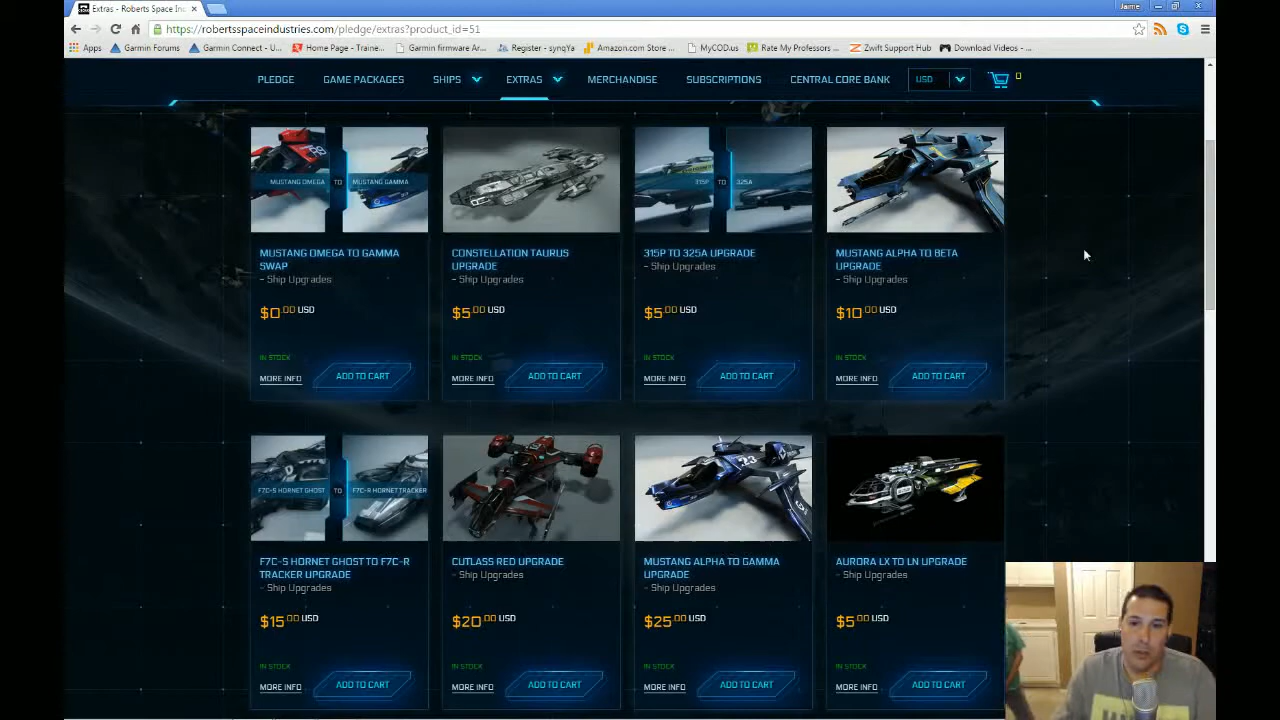 Extras - Roberts Space Ind
Jaime
https://robertsspaceindustries.com/pledge/extras?product_id=51
Apps Garmin Forums Garmin Connect - U... Home Page - Traine... Garmin firmware Ar... Register - synqYa Amazon.com Store ... MyCOD.us Rate My Professors ... Zwift Support Hub Download Videos - ...
PLEDGE GAME PACKAGES SHIPS EXTRAS MERCHANDISE SUBSCRIPTIONS CENTRAL CORE BANK USD 0
MUSTANG OMEGA TO MUSTANG GAMMA 315P TO 325A
MUSTANG OMEGA TO GAMMA SWAP
- Ship Upgrades
$0.00 USD
IN STOCK
MORE INFO ADD TO CART
CONSTELLATION TAURUS UPGRADE
- Ship Upgrades
$5.00 USD
IN STOCK
MORE INFO ADD TO CART
315P TO 325A UPGRADE
- Ship Upgrades
$5.00 USD
IN STOCK
MORE INFO ADD TO CART
MUSTANG ALPHA TO BETA UPGRADE
- Ship Upgrades
$10.00 USD
IN STOCK
MORE INFO ADD TO CART
F7C-S HORNET GHOST TO F7C-R HORNET TRACKER 23
F7C-S HORNET GHOST TO F7C-R TRACKER UPGRADE
- Ship Upgrades
$15.00 USD
IN STOCK
MORE INFO ADD TO CART
CUTLASS RED UPGRADE
- Ship Upgrades
$20.00 USD
IN STOCK
MORE INFO ADD TO CART
MUSTANG ALPHA TO GAMMA UPGRADE
- Ship Upgrades
$25.00 USD
IN STOCK
MORE INFO ADD TO CART
AURORA LX TO LN UPGRADE
- Ship Upgrades
$5.00 USD
IN STOCK
MORE INFO ADD TO CART